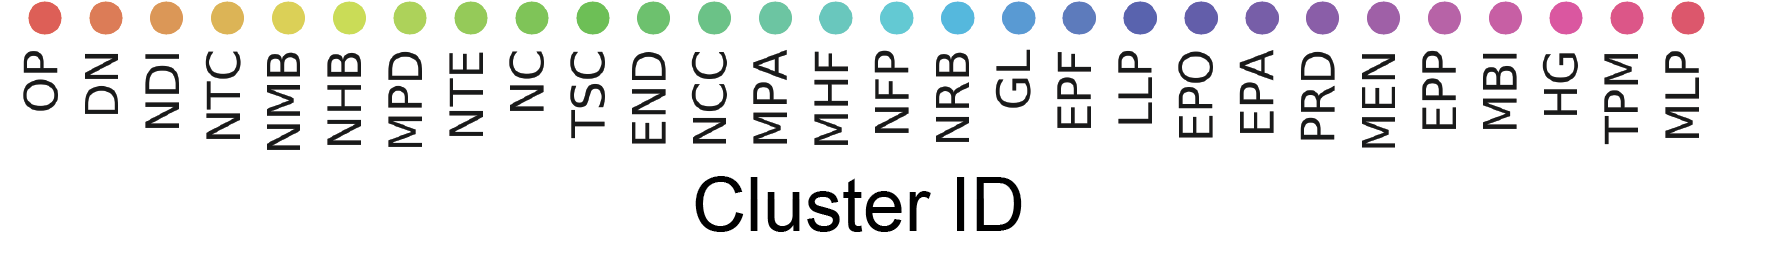 OP DN NDI NTC NMB NHB MPD NTE NC TSC END NCC MPA MHF NFP NRB GL EPF LLP EPO EPA PRD MEN EPP MBI HG TPM MLP
Cluster ID